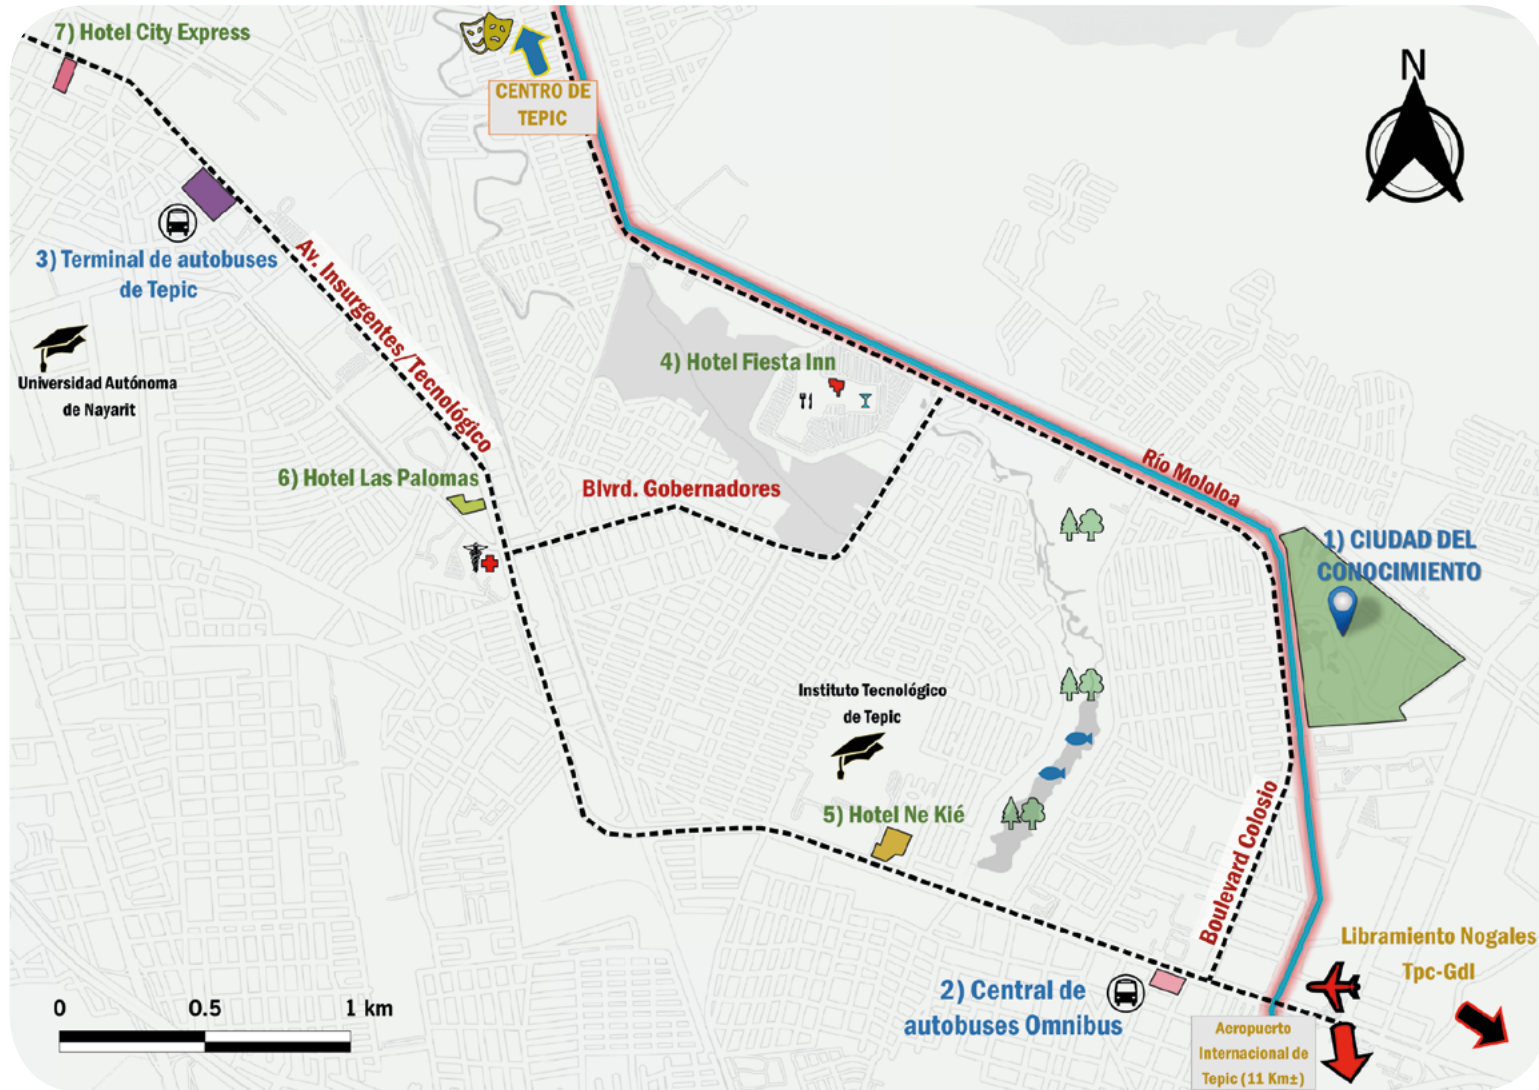 7) Hotel City Express
CENTRO DE
TEPIC
N
3) Terminal de autobuses
de Tepic
Av. Insurgentes/Tecnológico
Universidad Autónoma
de Nayarit
4) Hotel Fiesta Inn
6) Hotel Las Palomas
Blvrd. Gobernadores
Río Mololoa
1) CIUDAD DEL
CONOCIMIENTO
Instituto Tecnológico
de Tepic
5) Hotel Ne Kié
Boulevard Colosio
Libramiento Nogales
Tpc-Gdl
2) Central de
autobuses Omnibus
Aeropuerto
Internacional de
Tepic (11 Km±)
0 0.5 1 km